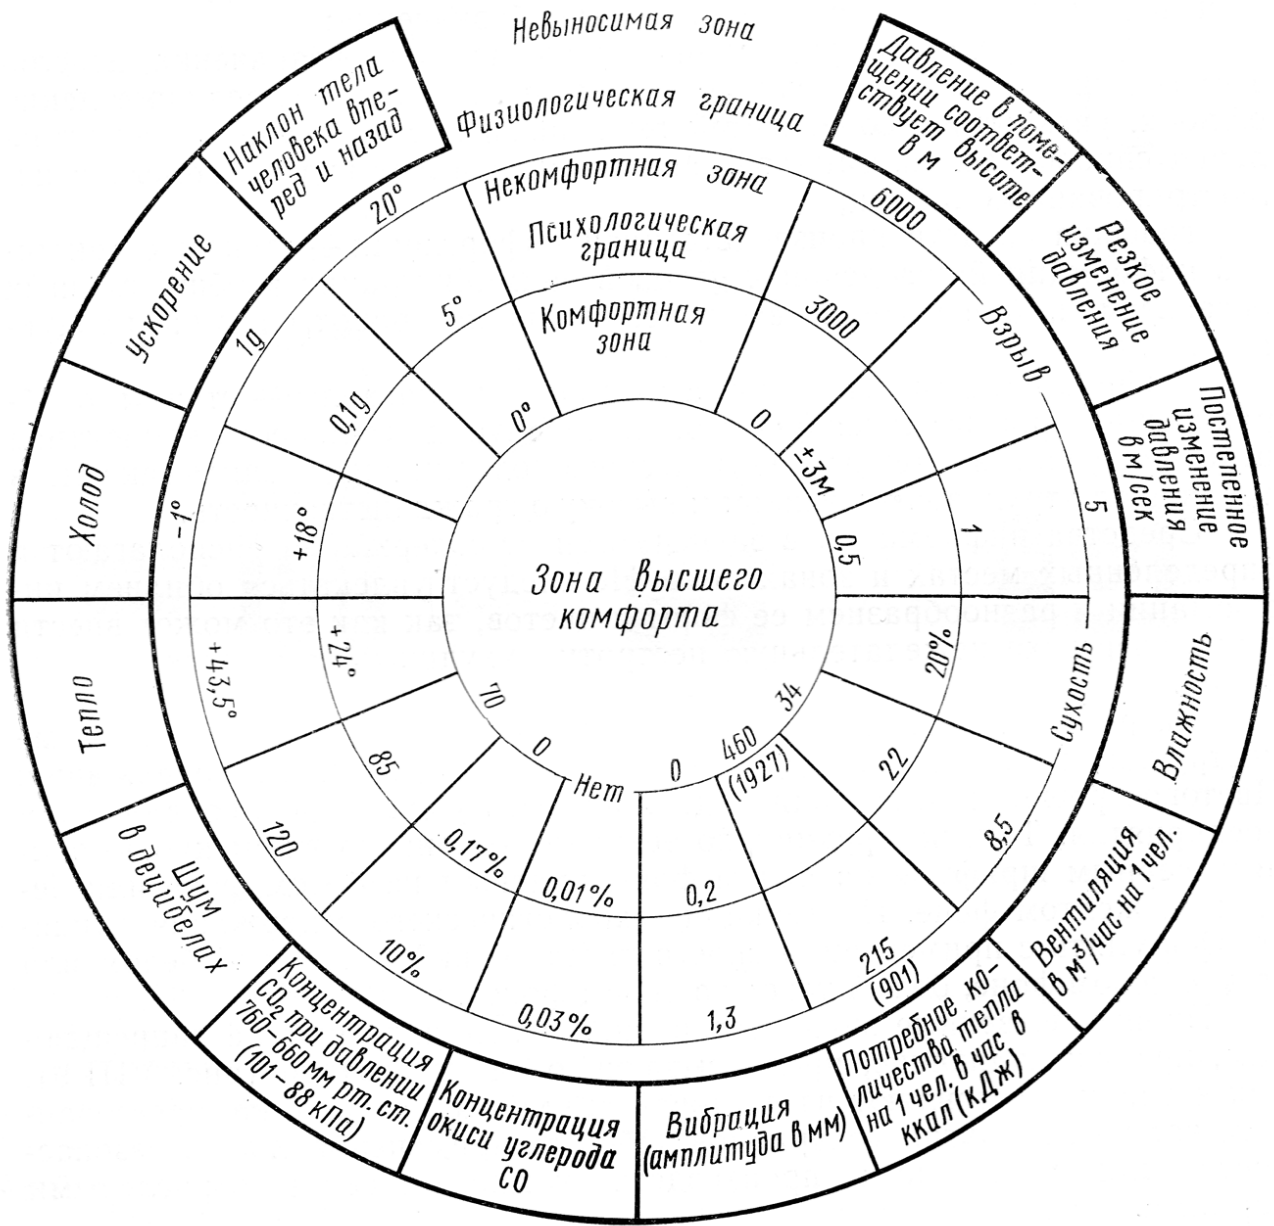 Невыносимая зона
Физиологическая граница
Некомфортная зона
Психологическая
граница
Комфортная
зона
Зона высшего
комфорта
Давление в поме-
щении соответ-
ствует высоте
в м
6000
3000
0
Резкое
изменение
давления
Взрыв
±3м
Постепенное
изменение
давления
в м/сек
5
1
0,5
Влажность
Сухость
20%
Вентиляция
в м³/час на 1 чел.
8,5
22
34
Потребное ко-
личество тепла
на 1 чел. в час в
ккал (кДж)
215
(901)
460
(1927)
Вибрация
(амплитуда в мм)
1,3
0,2
0
Концентрация
окиси углерода
СО
0,03%
0,01%
Нет
Концентрация
СО₂ при давлении
760–660 мм рт. ст.
(101–88 кПа)
10%
0,17%
0
Шум
в децибелах
120
85
70
Тепло
+43,5°
+24°
Холод
-1°
+18°
Ускорение
1g
0,1g
Наклон тела
человека впе-
ред и назад
20°
5°
0°